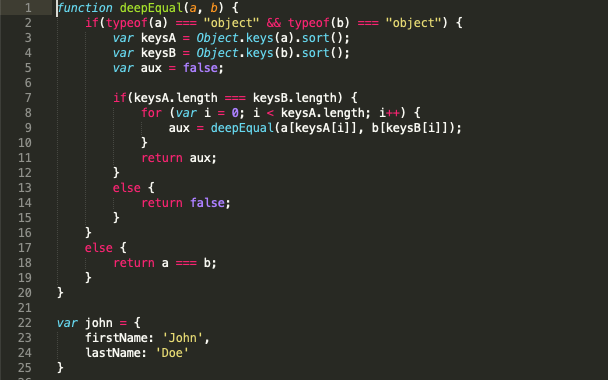 1 function deepEqual(a, b) {
2 if(typeof(a) === "object" && typeof(b) === "object") {
3 var keysA = Object.keys(a).sort();
4 var keysB = Object.keys(b).sort();
5 var aux = false;
6
7 if(keysA.length === keysB.length) {
8 for (var i = 0; i < keysA.length; i++) {
9 aux = deepEqual(a[keysA[i]], b[keysB[i]]);
10 }
11 return aux;
12 }
13 else {
14 return false;
15 }
16 }
17 else {
18 return a === b;
19 }
20 }
21
22 var john = {
23 firstName: 'John',
24 lastName: 'Doe'
25 }